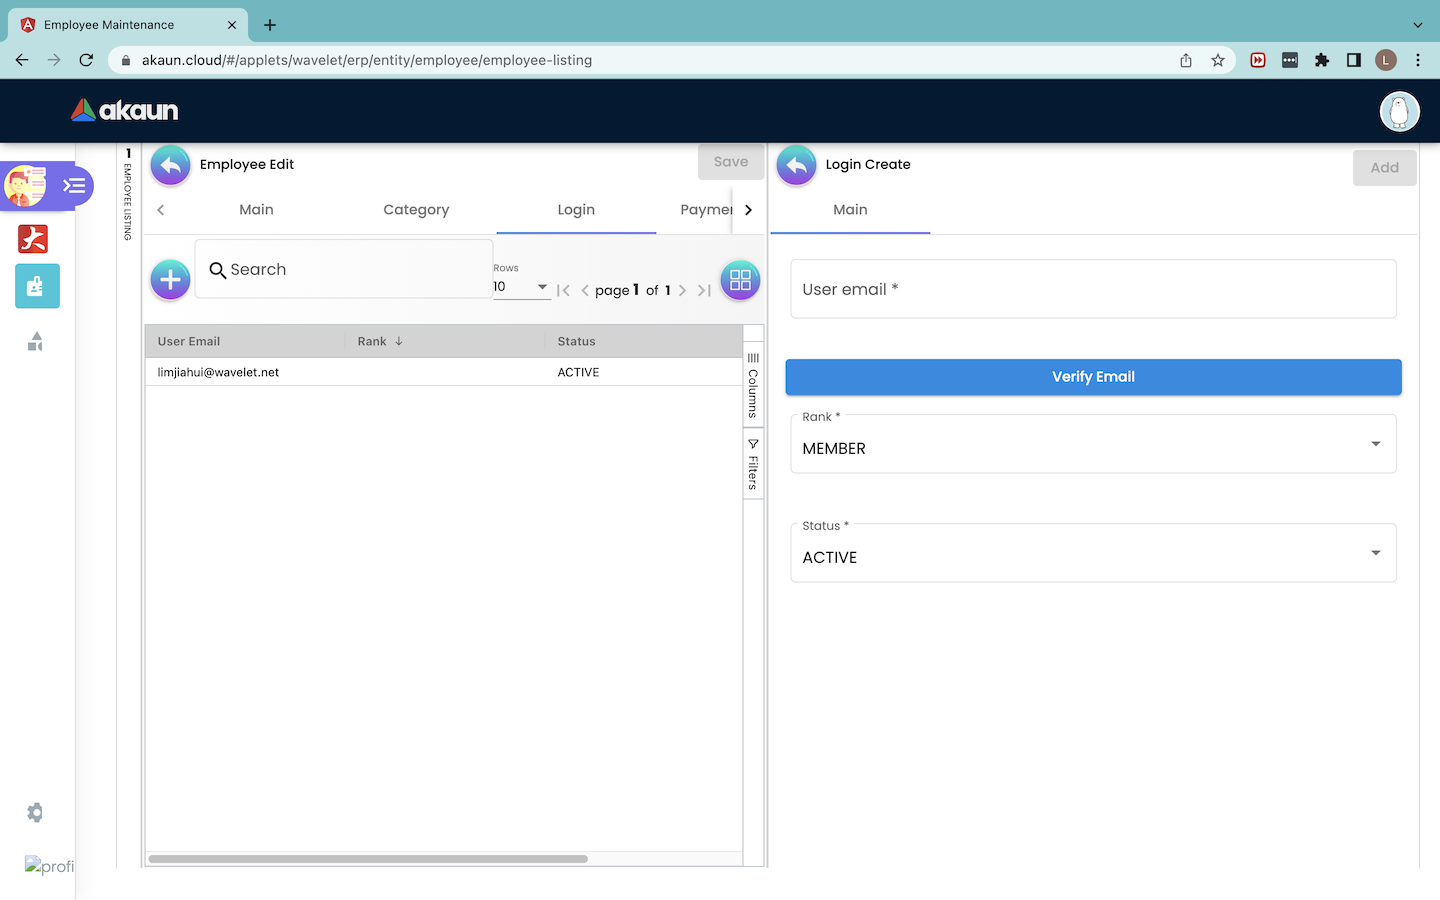 Employee Maintenance
akaun.cloud/#/applets/wavelet/erp/entity/employee/employee-listing
L
akaun
1 EMPLOYEE LISTING
Employee Edit
Save
Main
Category
Login
Paymer
Search
Rows
10
page 1 of 1
User Email
Rank
Status
limjiahui@wavelet.net
ACTIVE
Columns
Filters
Login Create
Add
Main
User email *
Verify Email
Rank *
MEMBER
Status *
ACTIVE
profi